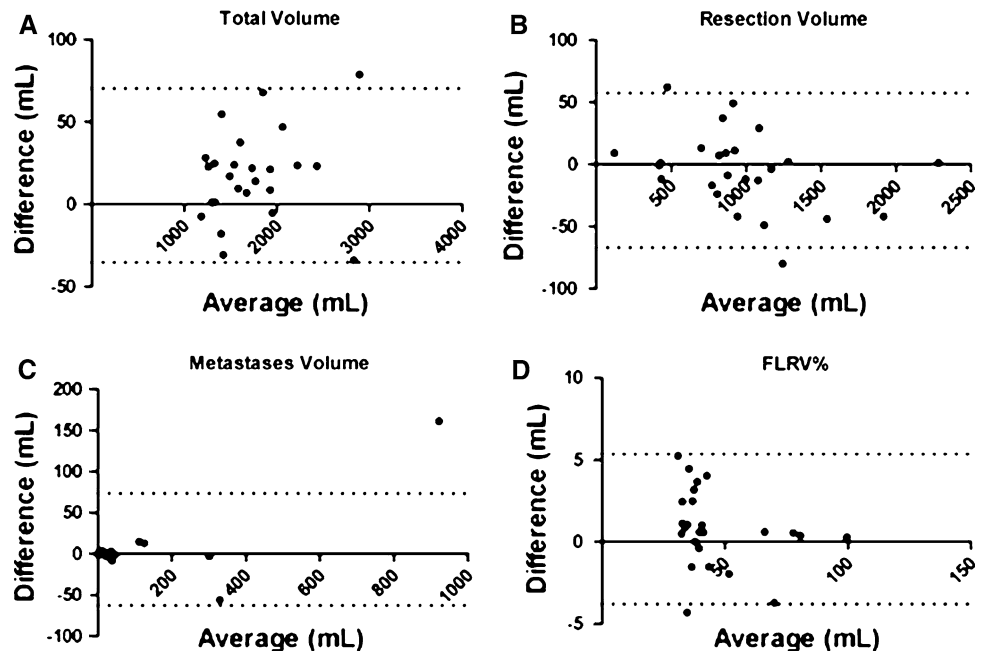 A
Total Volume
100
50
0
-50
1000
2000
3000
4000
Difference (mL)
Average (mL)
B
Resection Volume
100
50
0
-50
-100
500
1000
1500
2000
2500
Difference (mL)
Average (mL)
C
Metastases Volume
200
150
100
50
0
-50
-100
200
400
600
800
1000
Difference (mL)
Average (mL)
D
FLRV%
10
5
0
-5
50
100
150
Difference (mL)
Average (mL)